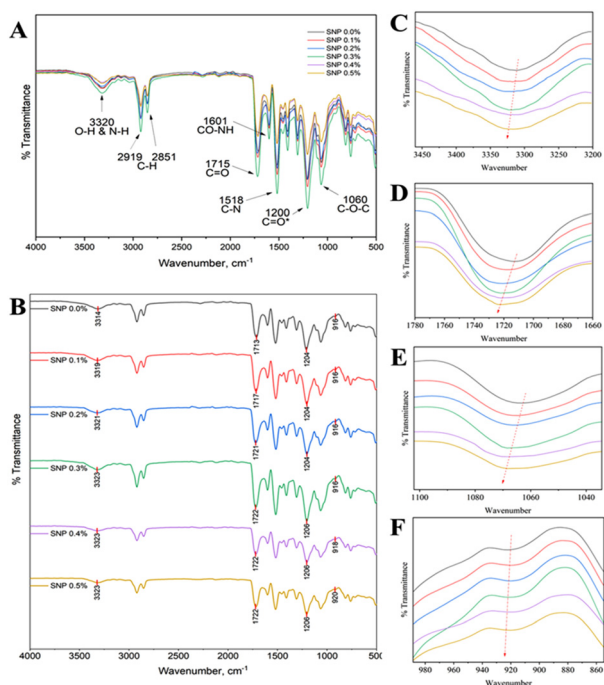 A
SNP 0.0%
SNP 0.1%
SNP 0.2%
SNP 0.3%
SNP 0.4%
SNP 0.5%
3320
O-H & N-H
2919 2851
C-H
1601
CO-NH
1715
C=O
1518
C-N
1200
C=O*
1060
C-O-C
% Transmittance
4000 3500 3000 2500 2000 1500 1000 500
Wavenumber, cm⁻¹
B
SNP 0.0%
3314
1713
1204
916
SNP 0.1%
3319
1717
1204
916
SNP 0.2%
3321
1721
1204
916
SNP 0.3%
3323
1722
1206
916
SNP 0.4%
3323
1722
1206
918
SNP 0.5%
3323
1722
1206
920
% Transmittance
4000 3500 3000 2500 2000 1500 1000 500
Wavenumber, cm⁻¹
C
% Transmittance
3450 3400 3350 3300 3250 3200
Wavenumber
D
% Transmittance
1780 1760 1740 1720 1700 1680 1660
Wavenumber
E
% Transmittance
1100 1080 1060 1040
Wavenumber
F
% Transmittance
980 960 940 920 900 880 860
Wavenumber